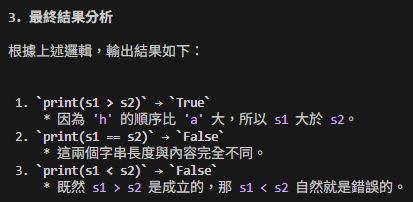 3. 最終結果分析
根據上述邏輯，輸出結果如下：
1. `print(s1 > s2)` → `True`
* 因為 'h' 的順序比 'a' 大，所以 s1 大於 s2。
2. `print(s1 == s2)` → `False`
* 這兩個字串長度與內容完全不同。
3. `print(s1 < s2)` → `False`
* 既然 s1 > s2 是成立的，那 s1 < s2 自然就是錯誤的。